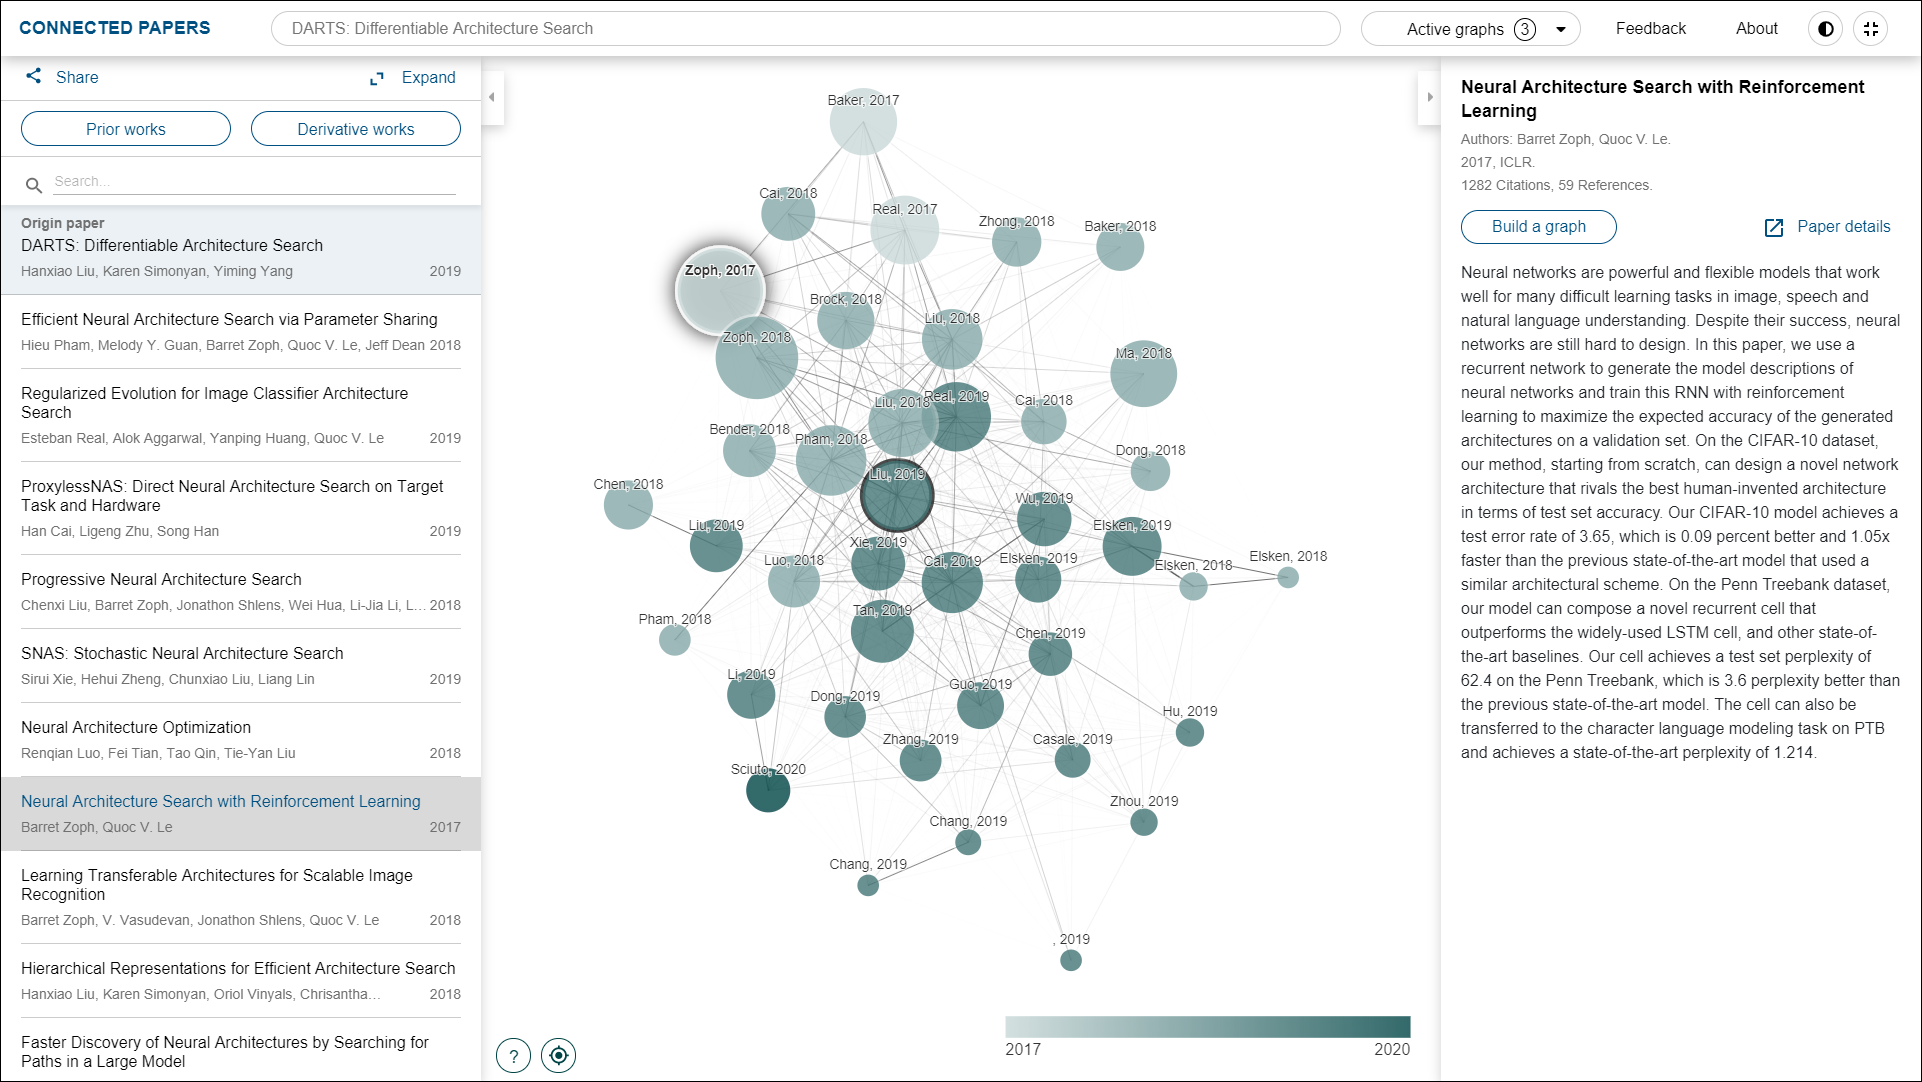 CONNECTED PAPERS
DARTS: Differentiable Architecture Search
Active graphs 3
Feedback
About
Share
Expand
Prior works
Derivative works
Search...
Origin paper
DARTS: Differentiable Architecture Search
Hanxiao Liu, Karen Simonyan, Yiming Yang 2019
Efficient Neural Architecture Search via Parameter Sharing
Hieu Pham, Melody Y. Guan, Barret Zoph, Quoc V. Le, Jeff Dean 2018
Regularized Evolution for Image Classifier Architecture
Search
Esteban Real, Alok Aggarwal, Yanping Huang, Quoc V. Le 2019
ProxylessNAS: Direct Neural Architecture Search on Target
Task and Hardware
Han Cai, Ligeng Zhu, Song Han 2019
Progressive Neural Architecture Search
Chenxi Liu, Barret Zoph, Jonathon Shlens, Wei Hua, Li-Jia Li, L... 2018
SNAS: Stochastic Neural Architecture Search
Sirui Xie, Hehui Zheng, Chunxiao Liu, Liang Lin 2019
Neural Architecture Optimization
Renqian Luo, Fei Tian, Tao Qin, Tie-Yan Liu 2018
Neural Architecture Search with Reinforcement Learning
Barret Zoph, Quoc V. Le 2017
Learning Transferable Architectures for Scalable Image
Recognition
Barret Zoph, V. Vasudevan, Jonathon Shlens, Quoc V. Le 2018
Hierarchical Representations for Efficient Architecture Search
Hanxiao Liu, Karen Simonyan, Oriol Vinyals, Chrisantha... 2018
Faster Discovery of Neural Architectures by Searching for
Paths in a Large Model
Baker, 2017
Cai, 2018
Real, 2017
Zhong, 2018
Baker, 2018
Zoph, 2017
Brock, 2018
Liu, 2018
Zoph, 2018
Ma, 2018
Liu, 2018
Real, 2019
Cai, 2018
Bender, 2018
Pham, 2018
Dong, 2018
Liu, 2019
Chen, 2018
Wu, 2019
Liu, 2019
Elsken, 2019
Xie, 2019
Luo, 2018
Cai, 2019
Elsken, 2019
Elsken, 2018
Elsken, 2018
Tan, 2019
Pham, 2018
Chen, 2019
Li, 2019
Dong, 2019
Guo, 2019
Hu, 2019
Zhang, 2019
Casale, 2019
Sciuto, 2020
Zhou, 2019
Chang, 2019
Chang, 2019
, 2019
?
2017
2020
Neural Architecture Search with Reinforcement
Learning
Authors: Barret Zoph, Quoc V. Le.
2017, ICLR.
1282 Citations, 59 References.
Build a graph
Paper details
Neural networks are powerful and flexible models that work
well for many difficult learning tasks in image, speech and
natural language understanding. Despite their success, neural
networks are still hard to design. In this paper, we use a
recurrent network to generate the model descriptions of
neural networks and train this RNN with reinforcement
learning to maximize the expected accuracy of the generated
architectures on a validation set. On the CIFAR-10 dataset,
our method, starting from scratch, can design a novel network
architecture that rivals the best human-invented architecture
in terms of test set accuracy. Our CIFAR-10 model achieves a
test error rate of 3.65, which is 0.09 percent better and 1.05x
faster than the previous state-of-the-art model that used a
similar architectural scheme. On the Penn Treebank dataset,
our model can compose a novel recurrent cell that
outperforms the widely-used LSTM cell, and other state-of-
the-art baselines. Our cell achieves a test set perplexity of
62.4 on the Penn Treebank, which is 3.6 perplexity better than
the previous state-of-the-art model. The cell can also be
transferred to the character language modeling task on PTB
and achieves a state-of-the-art perplexity of 1.214.